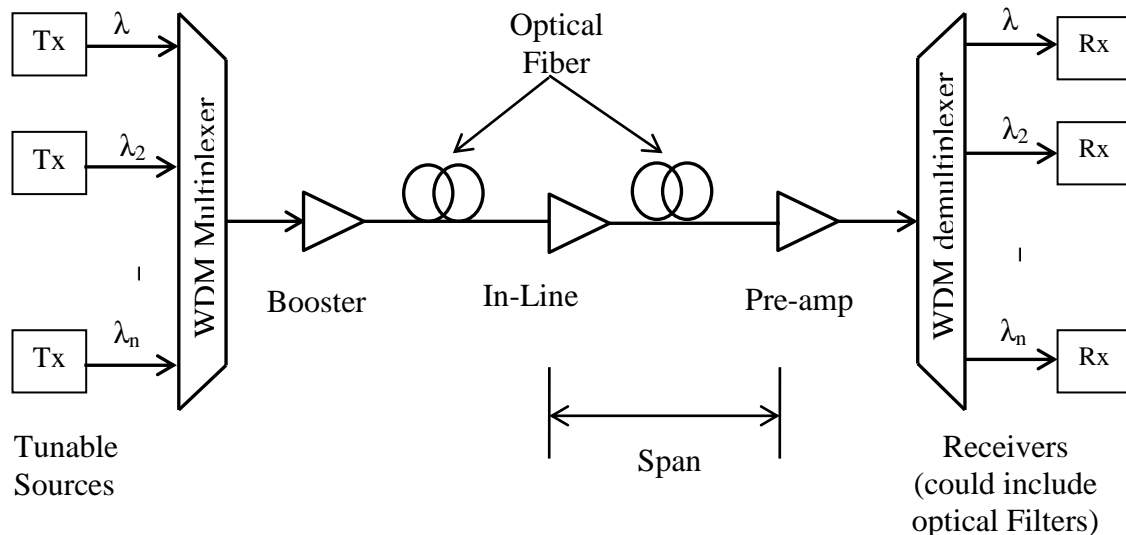 Tx
λ
Tx
λ₂
Tx
λₙ
Tunable
Sources
WDM Multiplexer
Booster
Optical
Fiber
In-Line
Span
Pre-amp
WDM demultiplexer
λ
Rx
λ₂
Rx
λₙ
Rx
Receivers
(could include
optical Filters)